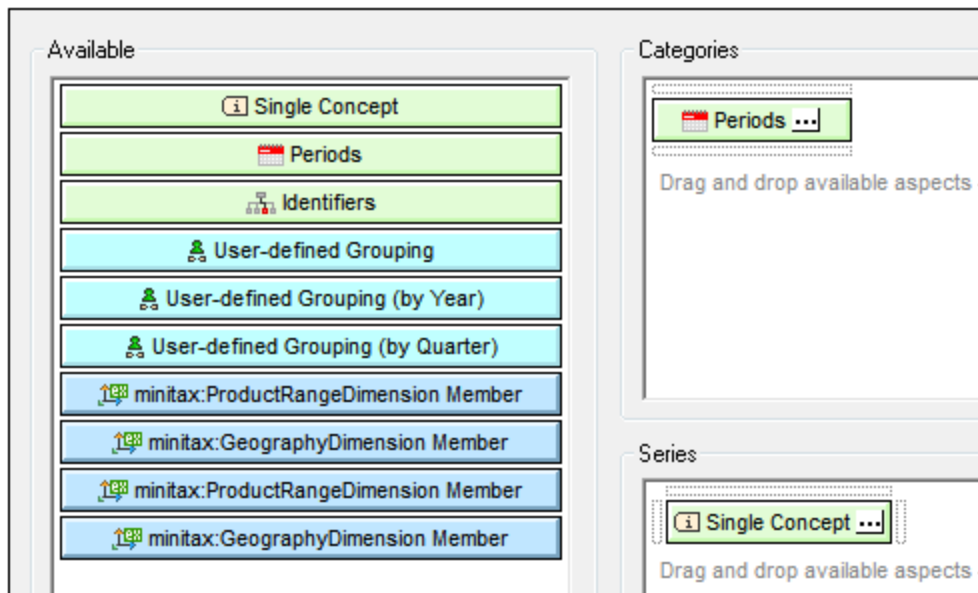 Available
Single Concept
Periods
Identifiers
User-defined Grouping
User-defined Grouping (by Year)
User-defined Grouping (by Quarter)
minitax:ProductRangeDimension Member
minitax:GeographyDimension Member
minitax:ProductRangeDimension Member
minitax:GeographyDimension Member
Categories
Periods ...
Drag and drop available aspects
Series
Single Concept ...
Drag and drop available aspects